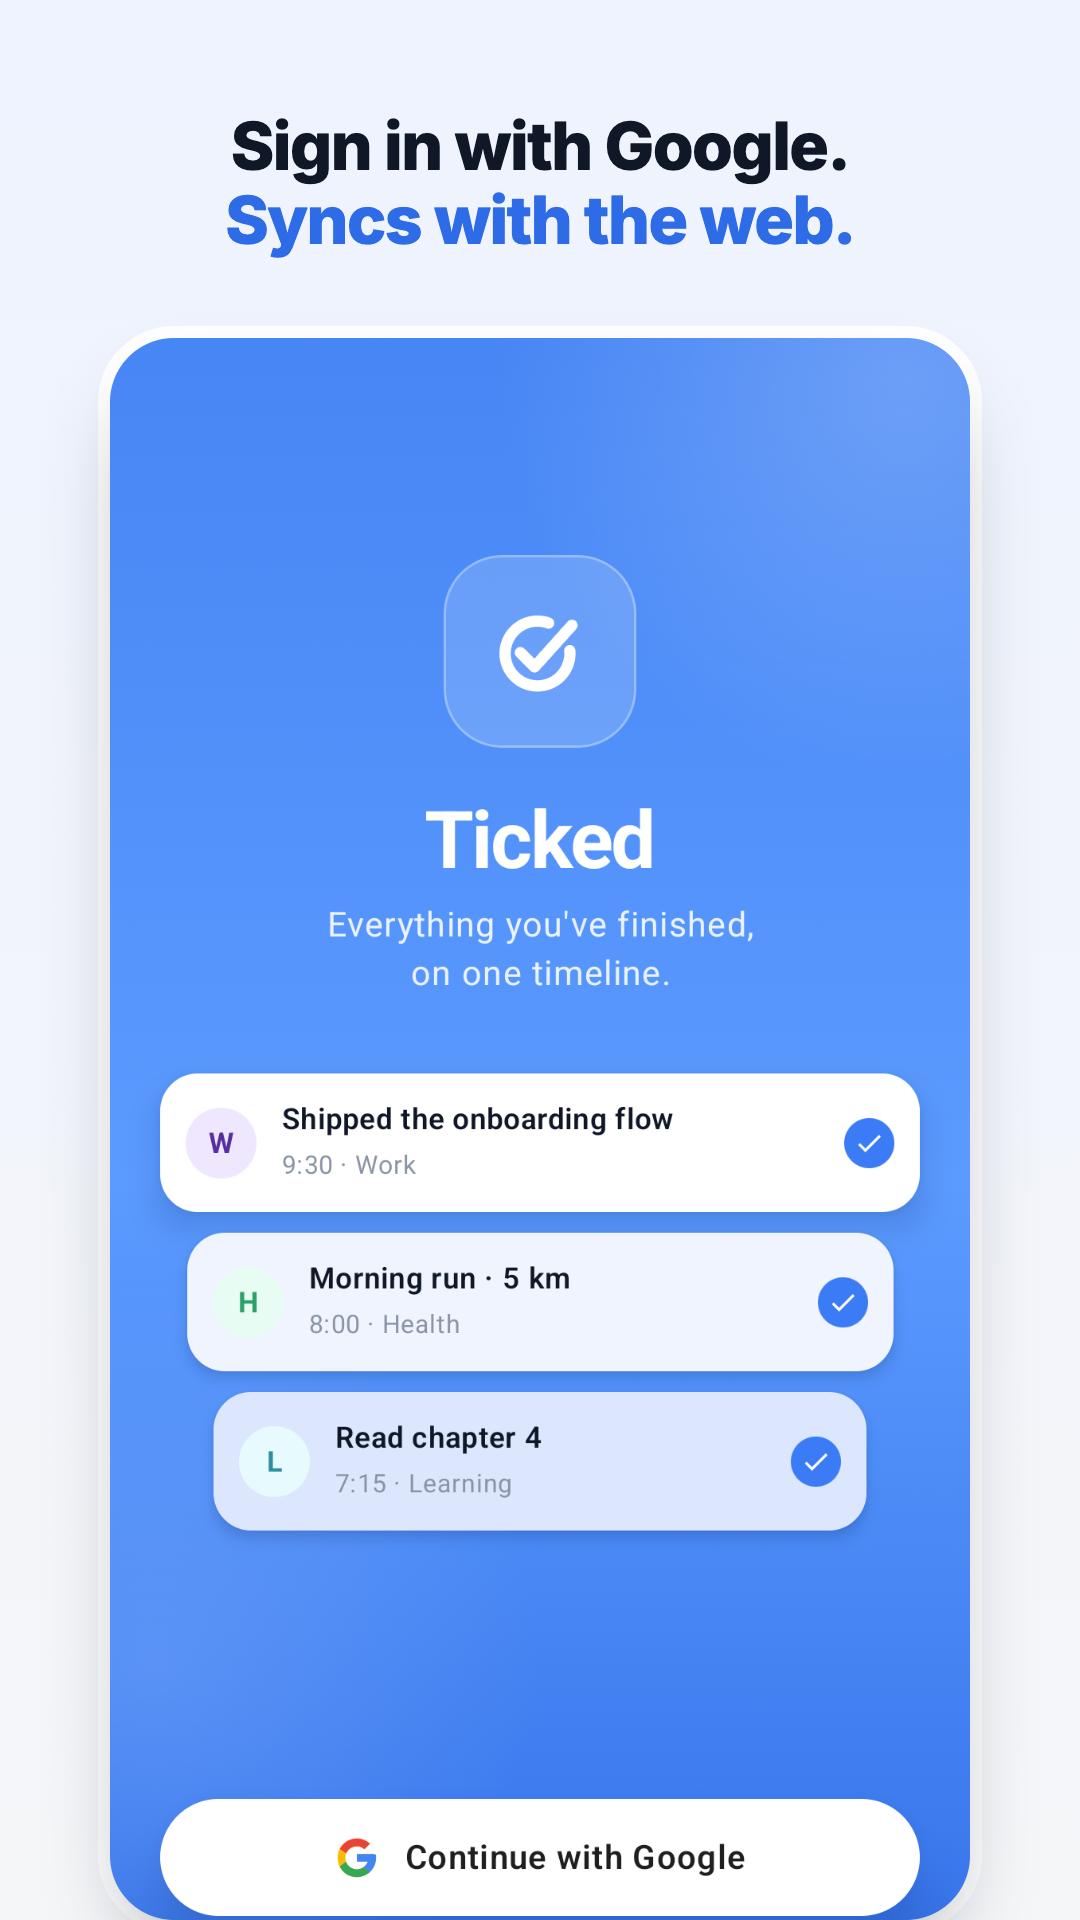 Sign in with Google.
Syncs with the web.
Ticked
Everything you've finished,
on one timeline.
W
Shipped the onboarding flow
9:30 · Work
H
Morning run · 5 km
8:00 · Health
L
Read chapter 4
7:15 · Learning
Continue with Google